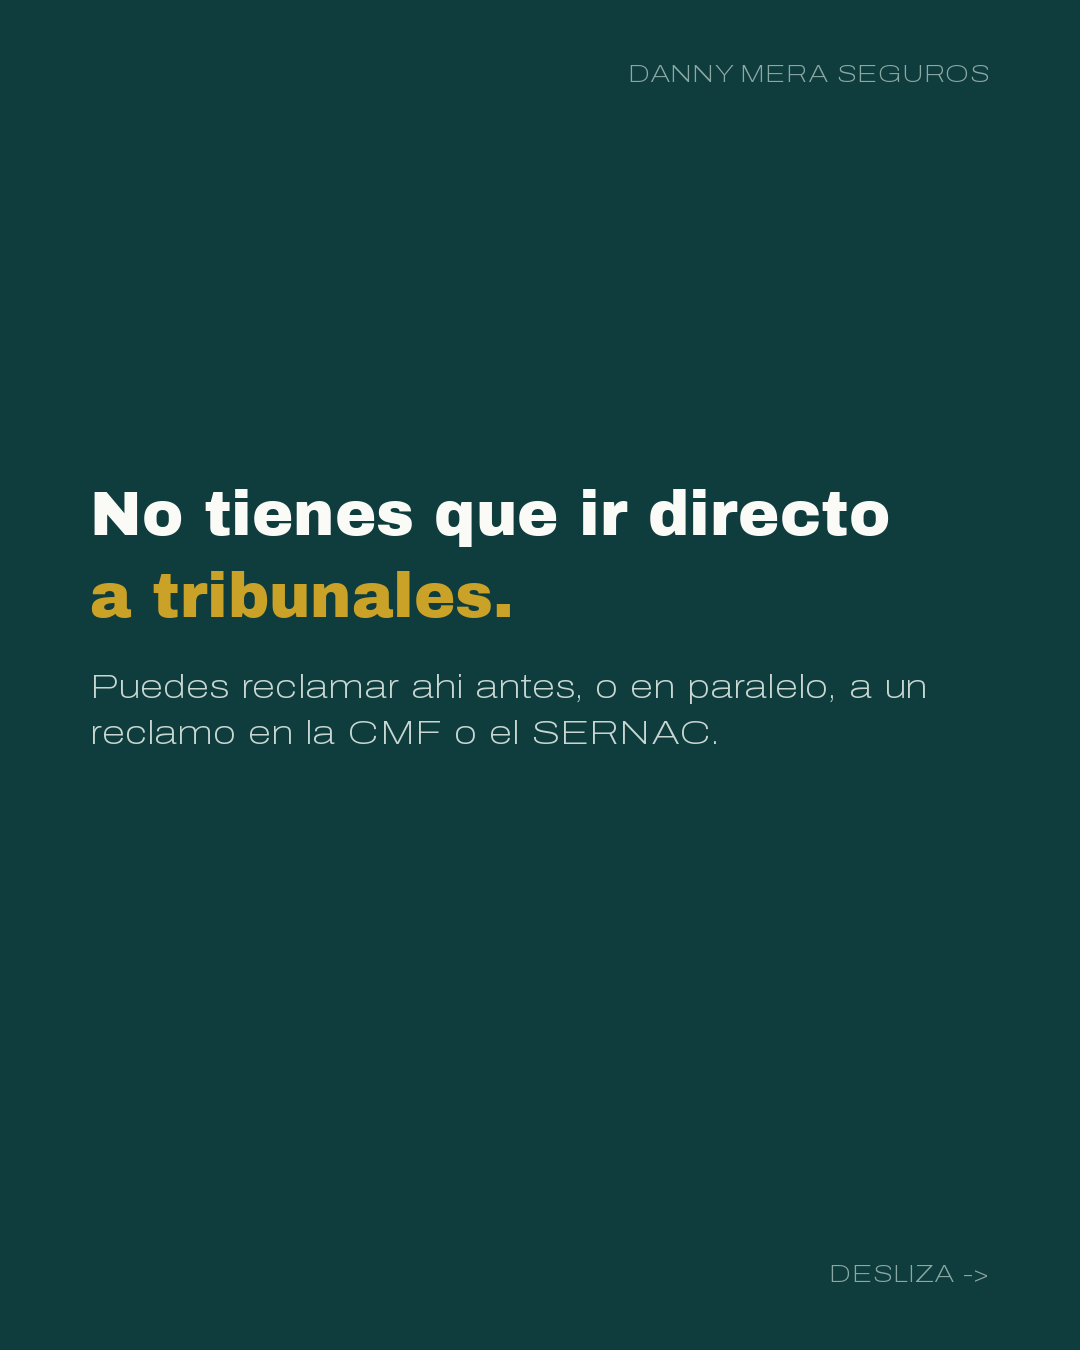 DANNY MERA SEGUROS
No tienes que ir directo
a tribunales.
Puedes reclamar ahi antes, o en paralelo, a un
reclamo en la CMF o el SERNAC.
DESLIZA ->